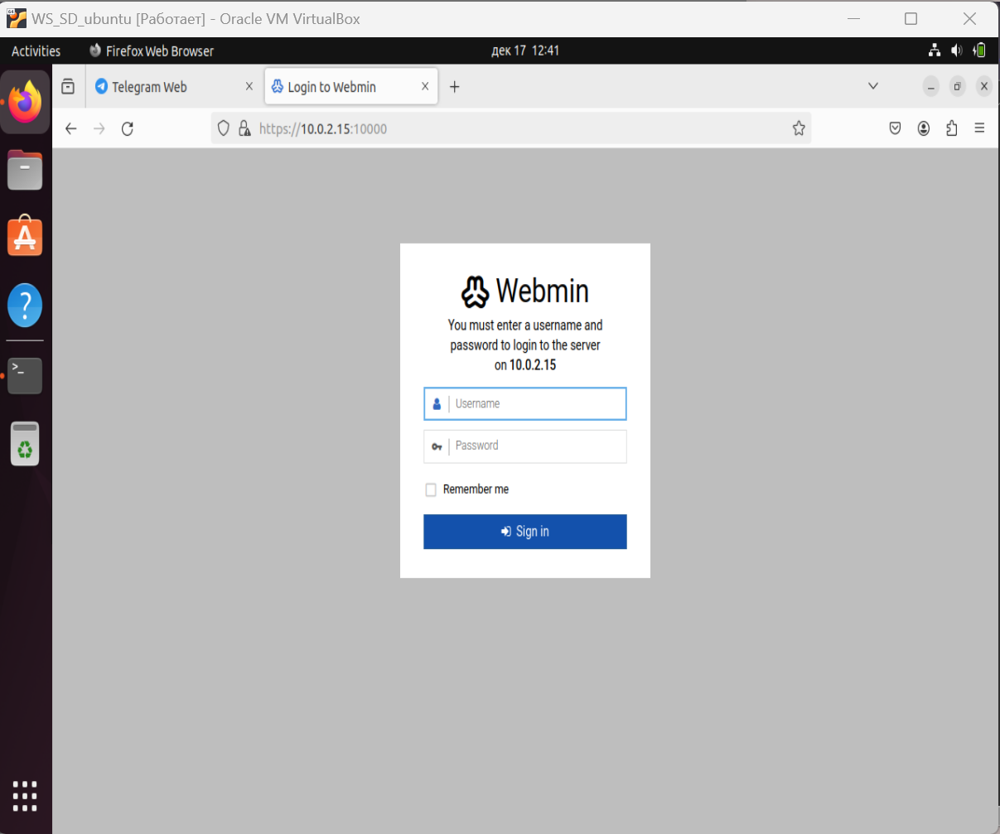 WS_SD_ubuntu [Работает] - Oracle VM VirtualBox
Activities
Firefox Web Browser
дек 17 12:41
Telegram Web
Login to Webmin
https://10.0.2.15:10000
Webmin
You must enter a username and
password to login to the server
on 10.0.2.15
Username
Password
Remember me
Sign in